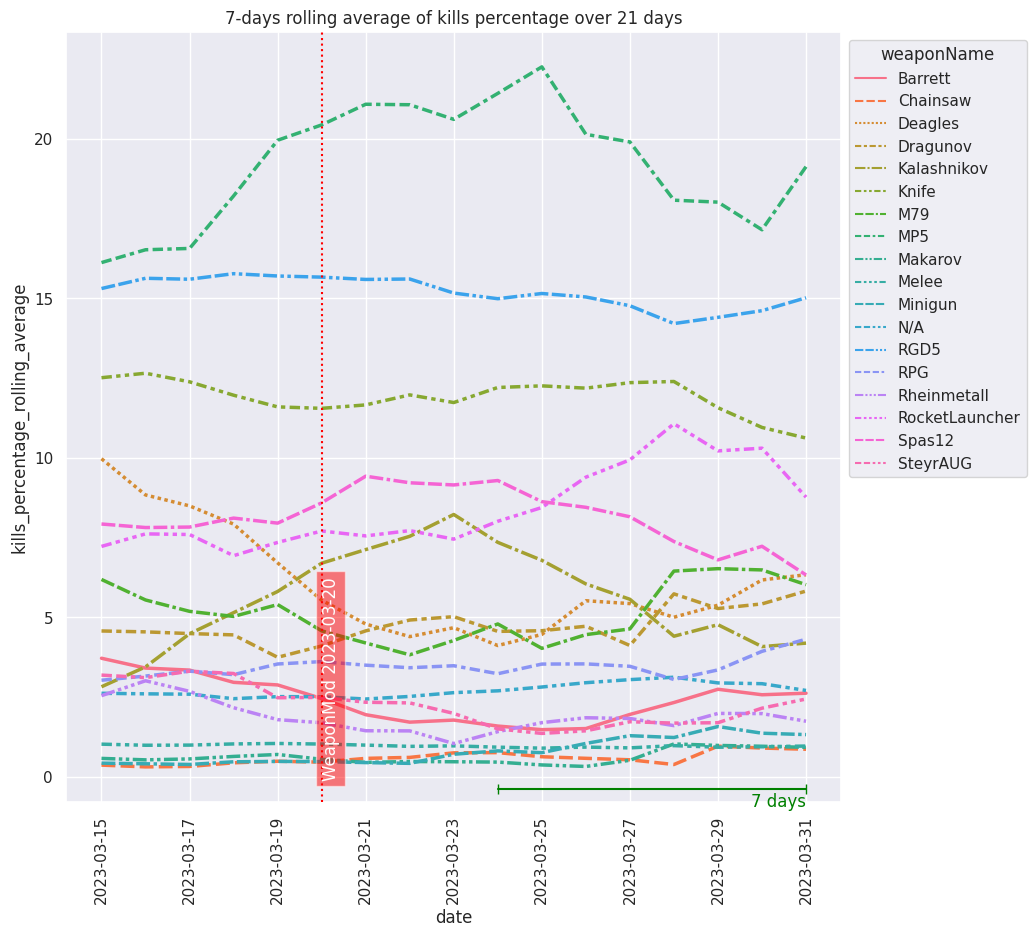 7-days rolling average of kills percentage over 21 days
kills_percentage_rolling_average
20
15
10
5
0
WeaponMod 2023-03-20
7 days
2023-03-15
2023-03-17
2023-03-19
2023-03-21
2023-03-23
2023-03-25
2023-03-27
2023-03-29
2023-03-31
date
weaponName
Barrett
Chainsaw
Deagles
Dragunov
Kalashnikov
Knife
M79
MP5
Makarov
Melee
Minigun
N/A
RGD5
RPG
Rheinmetall
RocketLauncher
Spas12
SteyrAUG